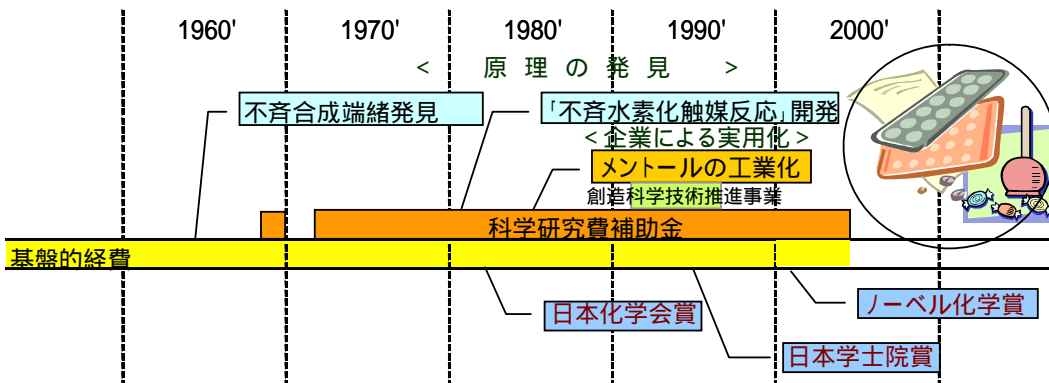 1960' 1970' 1980' 1990' 2000'
< 原理の発見 >
不斉合成端緒発見 「不斉水素化触媒反応」開発
<企業による実用化>
メントールの工業化
創造科学技術推進事業
科学研究費補助金
基盤的経費
日本化学会賞 ノーベル化学賞
日本学士院賞